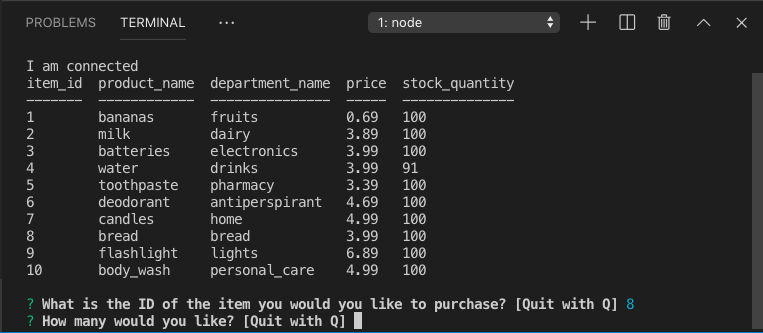 PROBLEMS TERMINAL ... 1: node
I am connected
item_id product_name department_name price stock_quantity
------- ------------ --------------- ----- --------------
1 bananas fruits 0.69 100
2 milk dairy 3.89 100
3 batteries electronics 3.99 100
4 water drinks 3.99 91
5 toothpaste pharmacy 3.39 100
6 deodorant antiperspirant 4.69 100
7 candles home 4.99 100
8 bread bread 3.99 100
9 flashlight lights 6.89 100
10 body_wash personal_care 4.99 100
? What is the ID of the item you would you like to purchase? [Quit with Q] 8
? How many would you like? [Quit with Q]